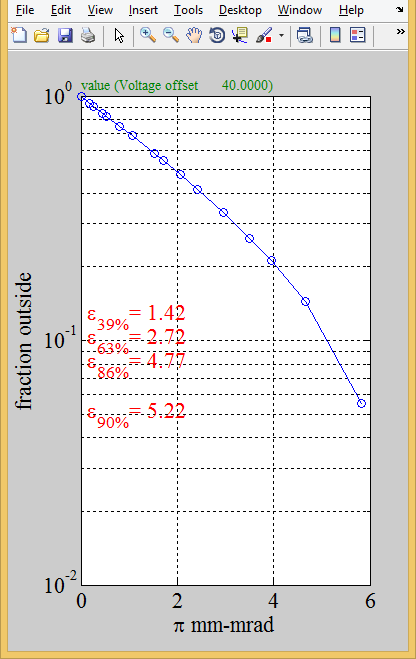 File Edit View Insert Tools Desktop Window Help
value (Voltage offset 40.0000)
10^0
fraction outside
ε39%= 1.42
10^-1
ε63%= 2.72
ε86%= 4.77
ε90%= 5.22
10^-2
0 2 4 6
π mm-mrad